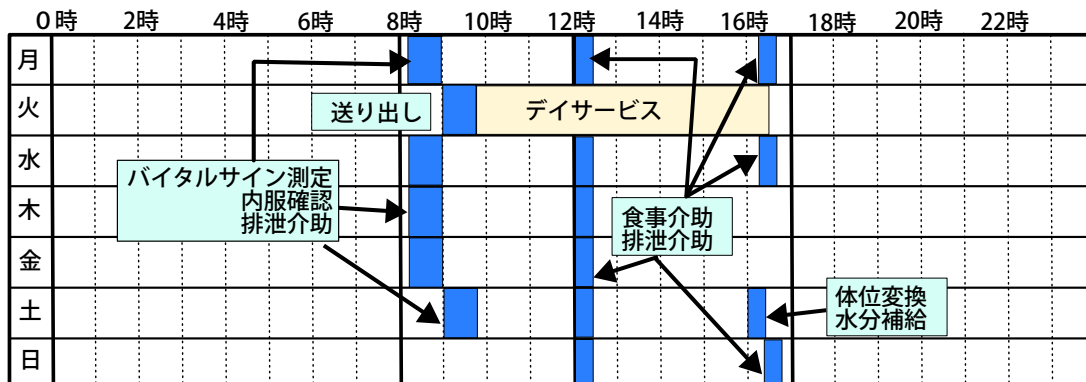 0時 2時 4時 6時 8時 10時 12時 14時 16時 18時 20時 22時
月
火
送り出し
デイサービス
水
バイタルサイン測定
内服確認
排泄介助
木
食事介助
排泄介助
金
土
体位変換
水分補給
日